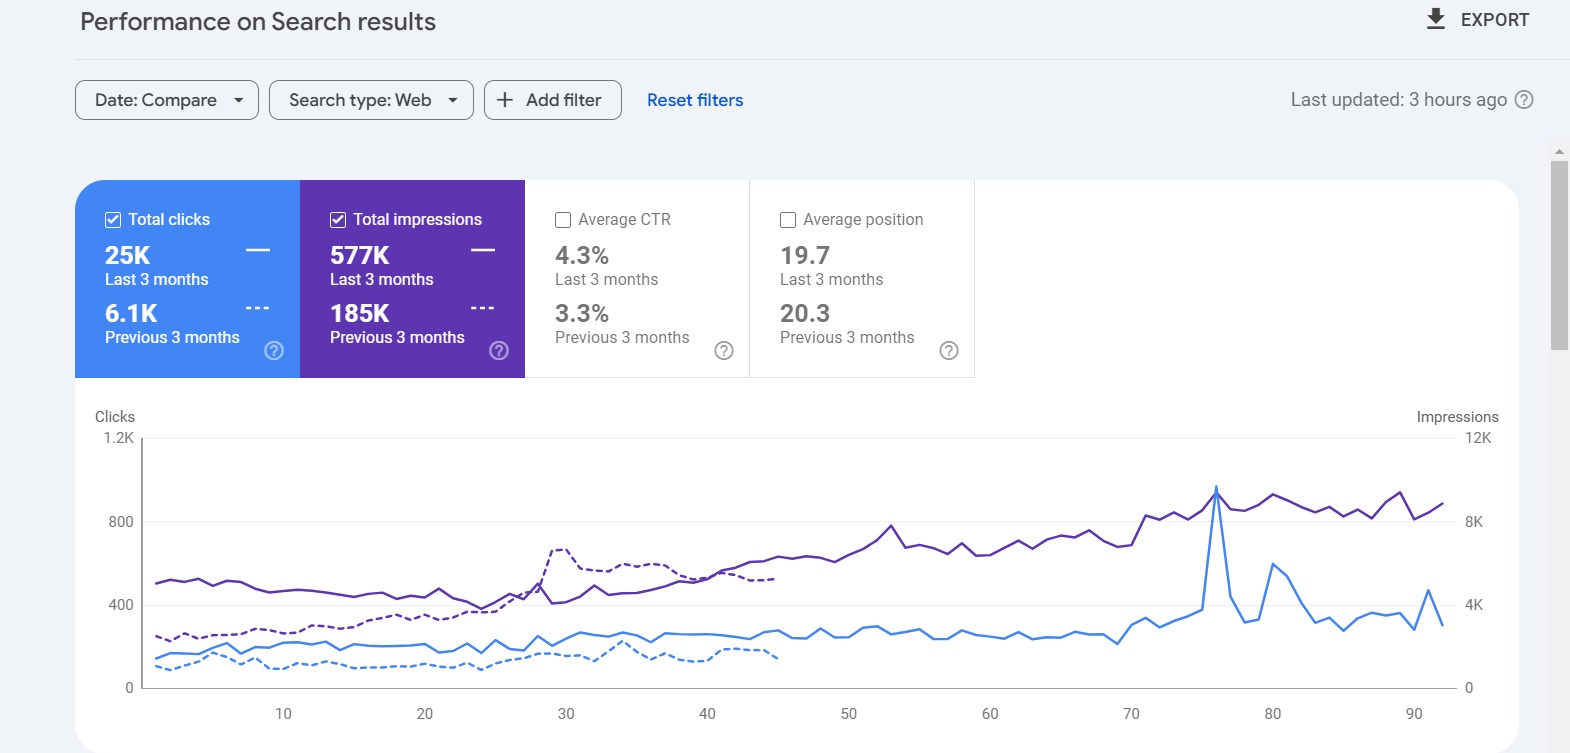 Performance on Search results
EXPORT
Date: Compare
Search type: Web
Add filter
Reset filters
Last updated: 3 hours ago
Total clicks
25K
Last 3 months
6.1K
Previous 3 months
Total impressions
577K
Last 3 months
185K
Previous 3 months
Average CTR
4.3%
Last 3 months
3.3%
Previous 3 months
Average position
19.7
Last 3 months
20.3
Previous 3 months
Clicks
Impressions
1.2K
12K
800
8K
400
4K
0
0
10 20 30 40 50 60 70 80 90